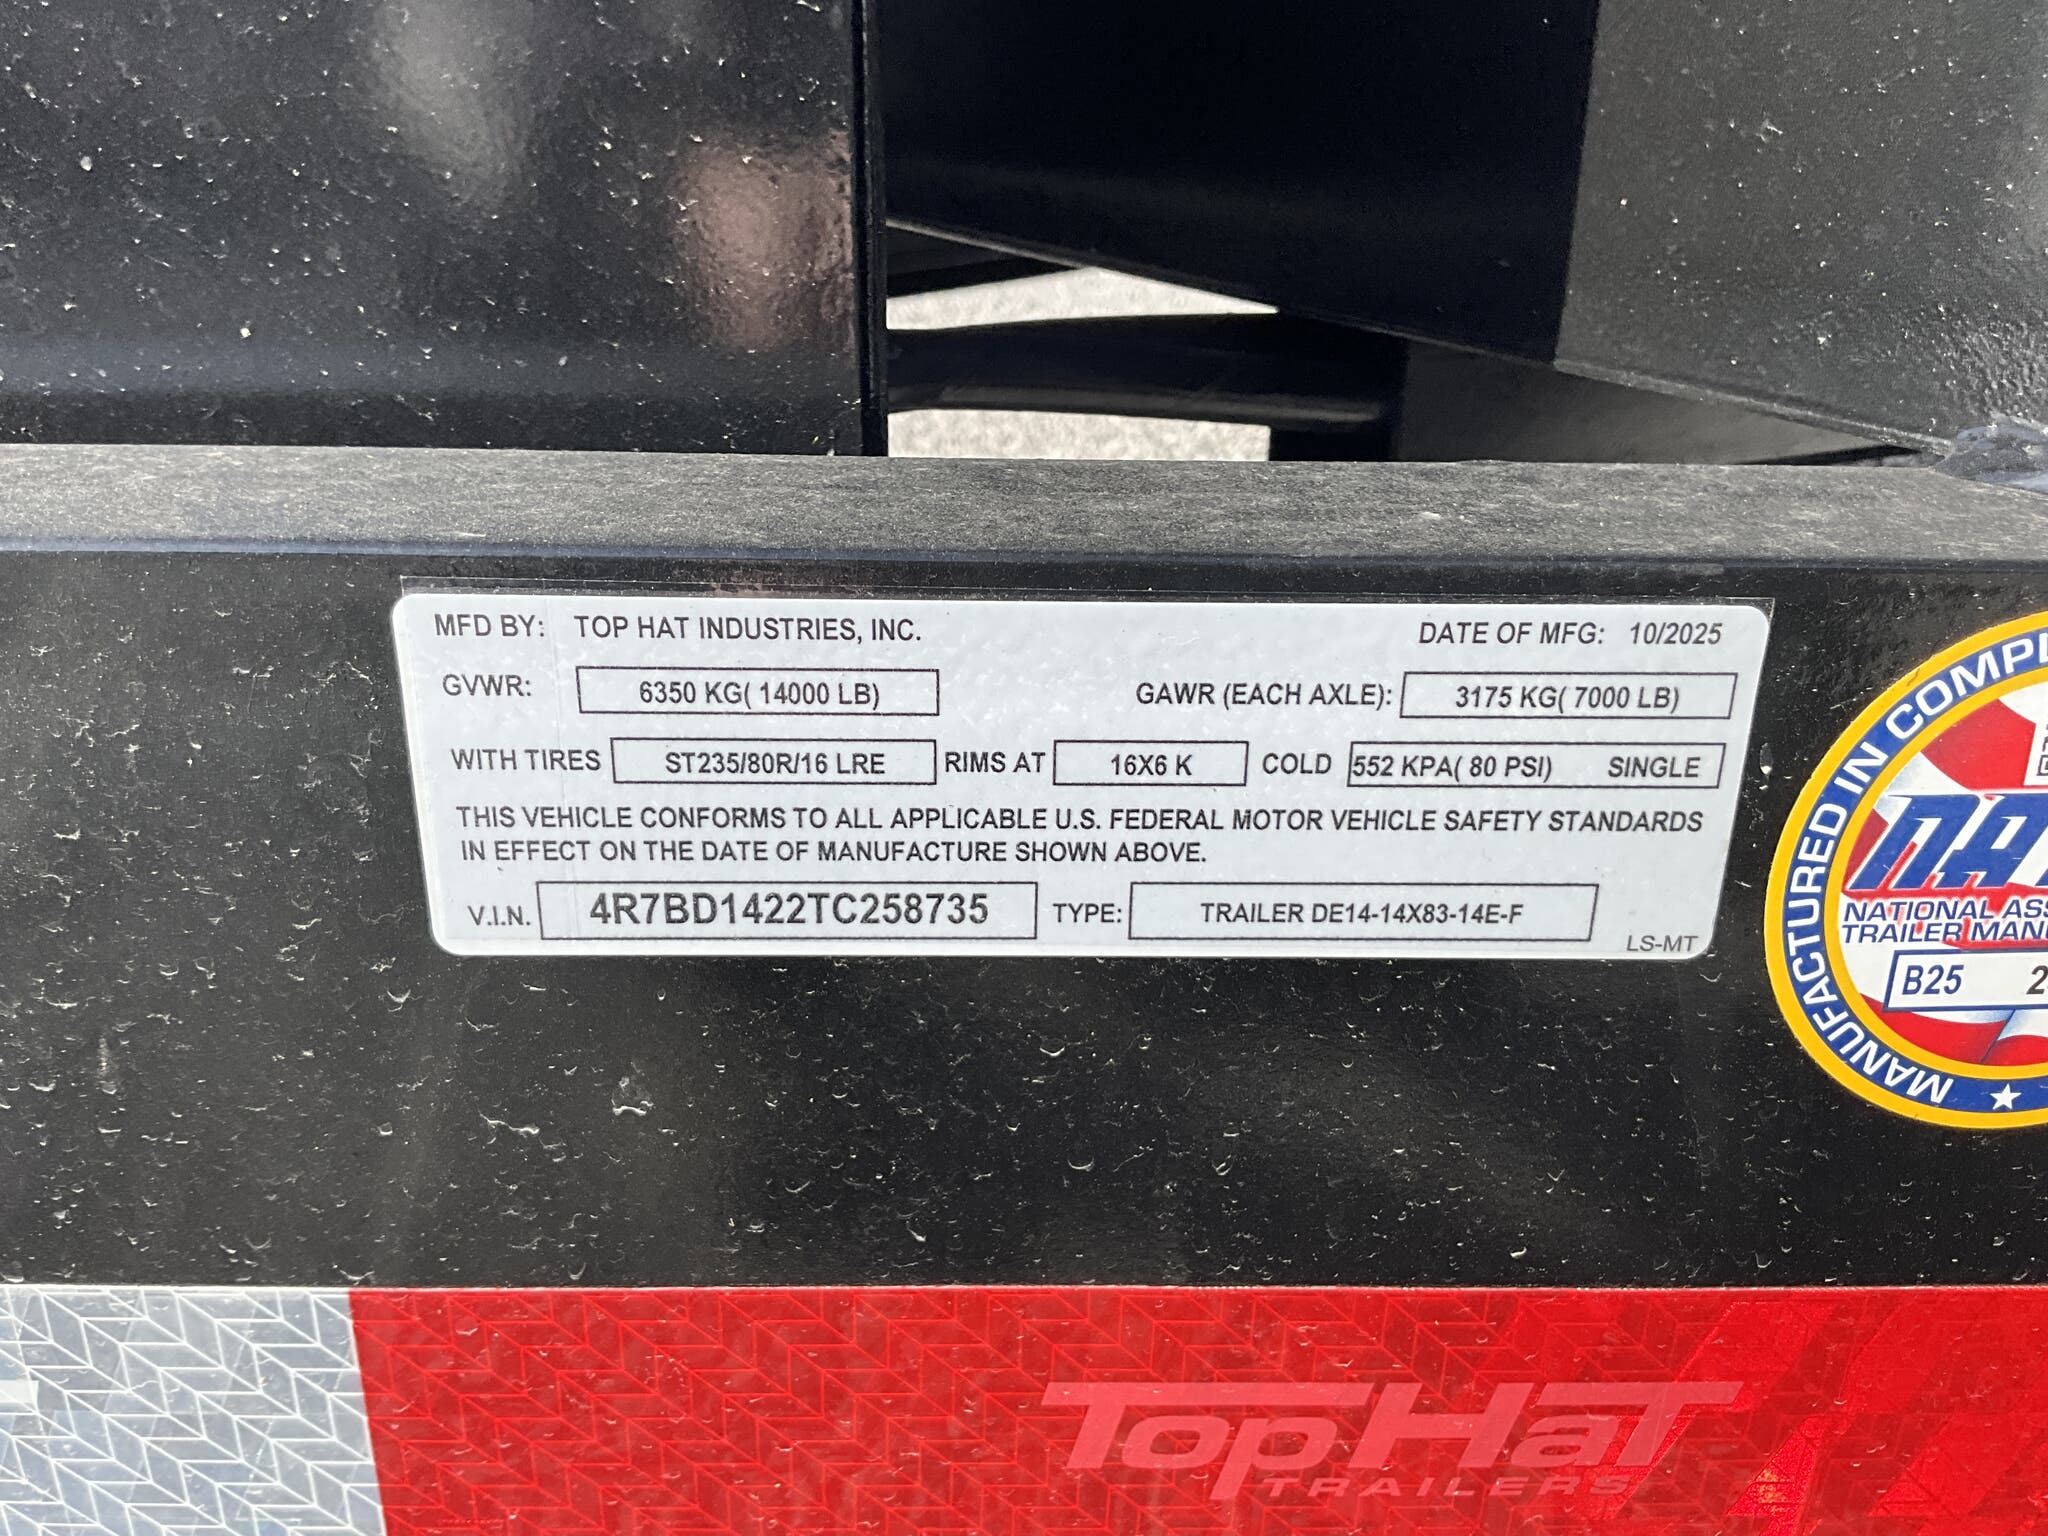 MFD BY: TOP HAT INDUSTRIES, INC. DATE OF MFG: 10/2025
GVWR: 6350 KG( 14000 LB) GAWR (EACH AXLE): 3175 KG( 7000 LB)
WITH TIRES ST235/80R/16 LRE RIMS AT 16X6 K COLD 552 KPA( 80 PSI) SINGLE
THIS VEHICLE CONFORMS TO ALL APPLICABLE U.S. FEDERAL MOTOR VEHICLE SAFETY STANDARDS
IN EFFECT ON THE DATE OF MANUFACTURE SHOWN ABOVE.
V.I.N. 4R7BD1422TC258735 TYPE: TRAILER DE14-14X83-14E-F
LS-MT
MANUFACTURED IN
NATIONAL
TRAILER
B25
TopHaT
TRAILERS